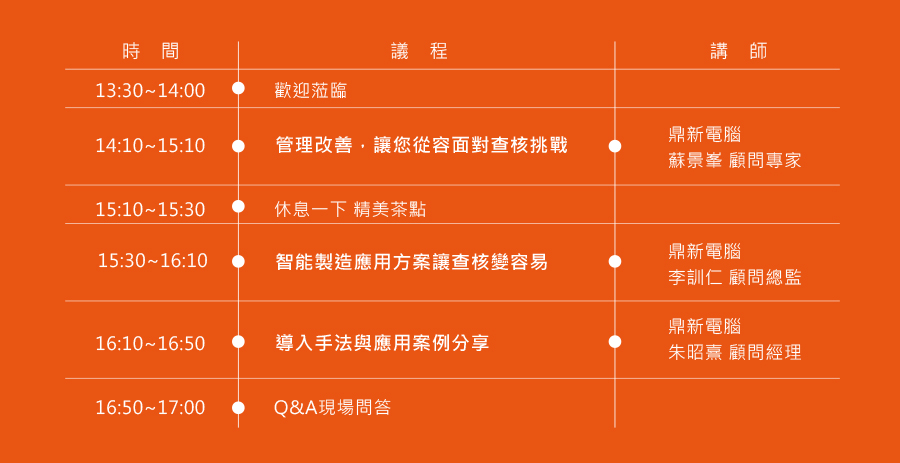 時 間 議 程 講 師
13:30~14:00 歡迎蒞臨
14:10~15:10 管理改善，讓您從容面對查核挑戰 鼎新電腦
蘇景峯 顧問專家
15:10~15:30 休息一下 精美茶點
15:30~16:10 智能製造應用方案讓查核變容易 鼎新電腦
李訓仁 顧問總監
16:10~16:50 導入手法與應用案例分享 鼎新電腦
朱昭熹 顧問經理
16:50~17:00 Q&A現場問答